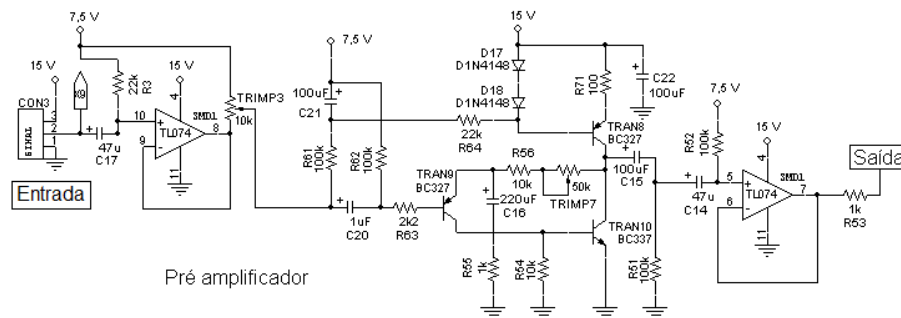 7,5 V
15 V
K9
22k
R3
15 V
CON3
3
2
1
SINAL
47u
C17
10
9
8
4
11
SMD1
TL074
TRIMP3
10k
Entrada
7,5 V
100uF
C21
R61
100k
R62
100k
1uF
C20
2k2
R63
22k
R64
15 V
D17
D1N4148
D18
D1N4148
R71
100
C22
100uF
TRAN8
BC327
TRAN9
BC327
R56
10k
50k
TRIMP7
220uF
C16
100uF
C15
TRAN10
BC337
R55
1k
R54
10k
R51
100k
7,5 V
R52
100k
47u
C14
15 V
4
5
6
7
11
SMD1
TL074
1k
R53
Saída
Pré amplificador